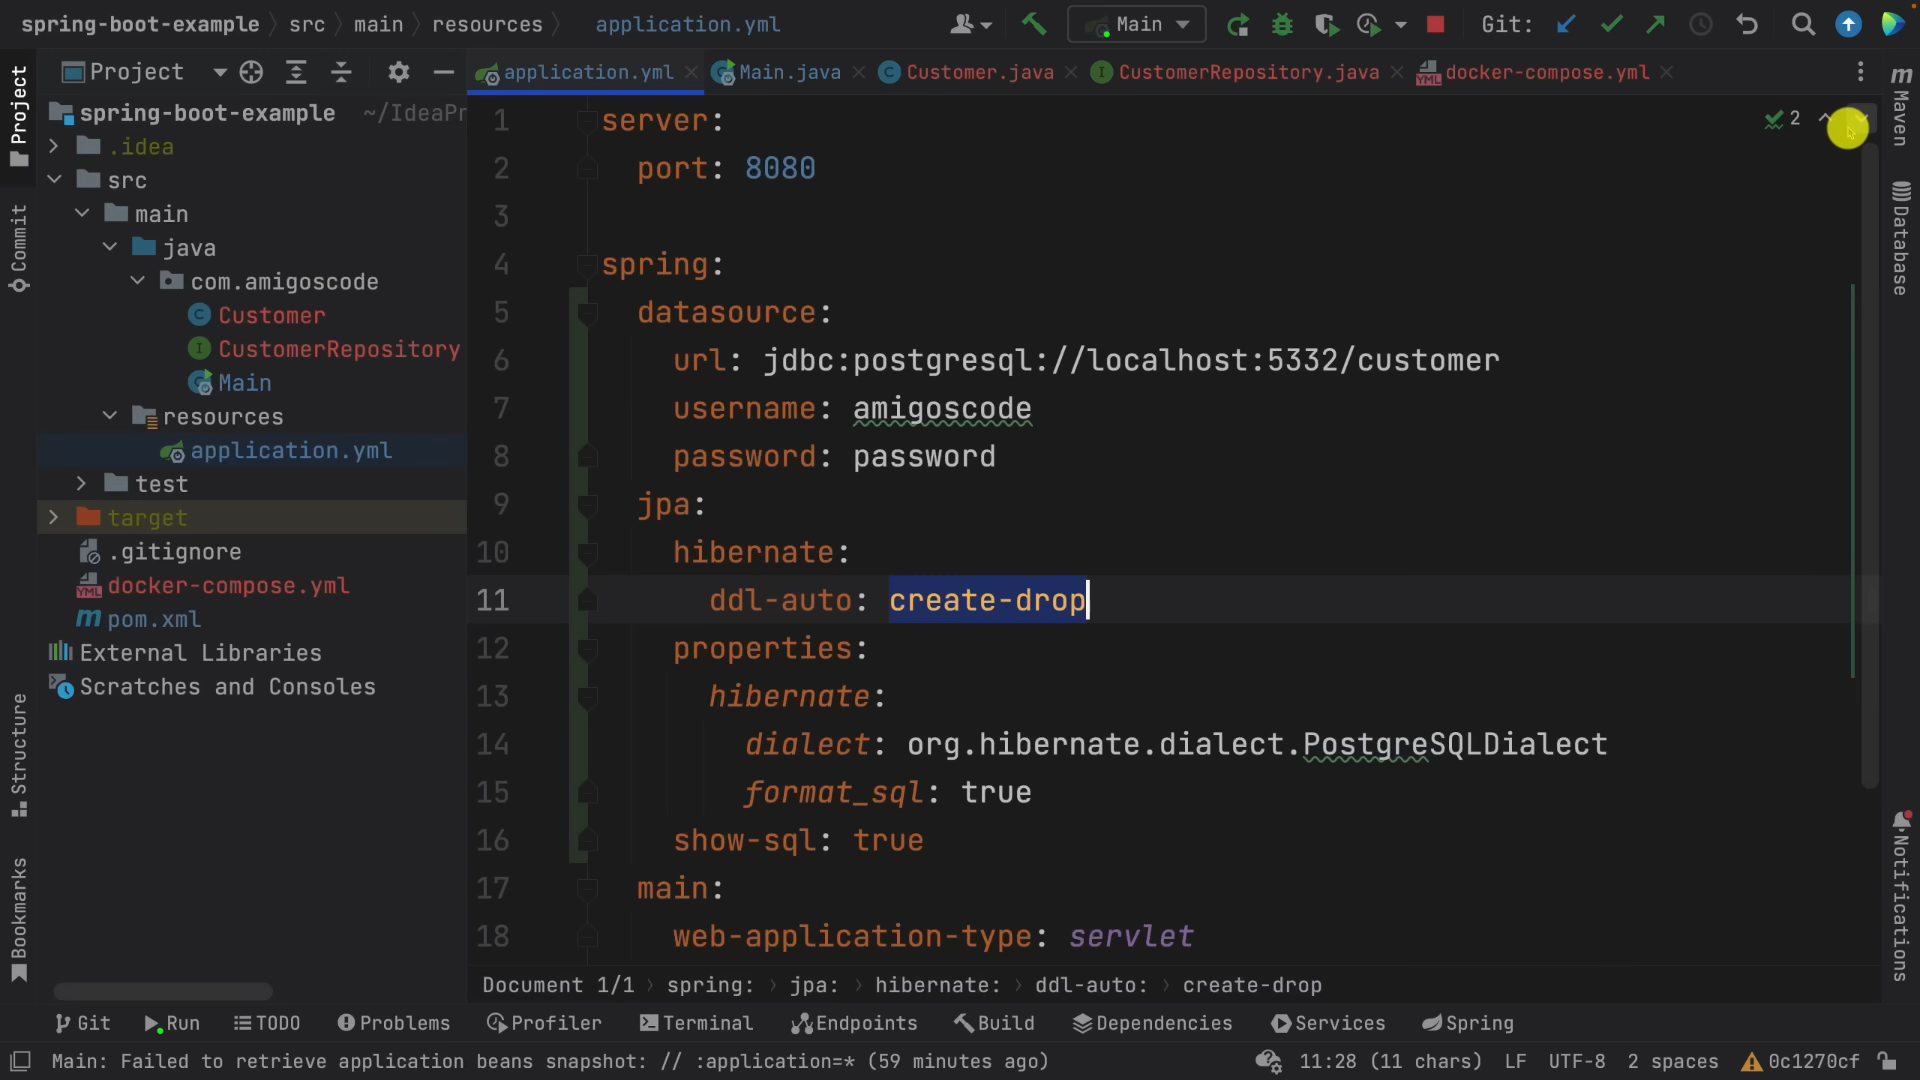 spring-boot-example src main resources application.yml Main Git:
Project application.yml Main.java Customer.java CustomerRepository.java docker-compose.yml
Project
Commit
Structure
Bookmarks
spring-boot-example ~/IdeaPr
.idea
src
main
java
com.amigoscode
Customer
CustomerRepository
Main
resources
application.yml
test
target
.gitignore
docker-compose.yml
pom.xml
External Libraries
Scratches and Consoles
1 server:
2 port: 8080
3
4 spring:
5 datasource:
6 url: jdbc:postgresql://localhost:5332/customer
7 username: amigoscode
8 password: password
9 jpa:
10 hibernate:
11 ddl-auto: create-drop
12 properties:
13 hibernate:
14 dialect: org.hibernate.dialect.PostgreSQLDialect
15 format_sql: true
16 show-sql: true
17 main:
18 web-application-type: servlet
2
m Maven
Database
Notifications
Document 1/1 spring: jpa: hibernate: ddl-auto: create-drop
Git Run TODO Problems Profiler Terminal Endpoints Build Dependencies Services Spring
Main: Failed to retrieve application beans snapshot: // :application=* (59 minutes ago) 11:28 (11 chars) LF UTF-8 2 spaces 0c1270cf